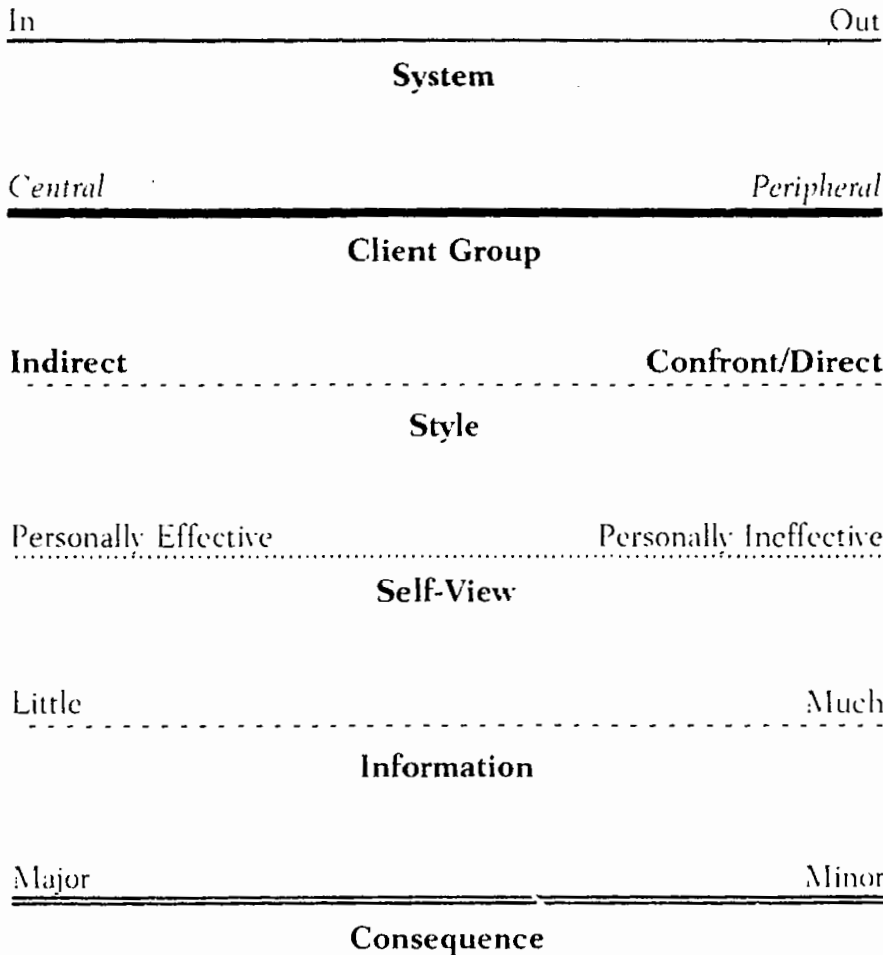 In Out
System
Central Peripheral
Client Group
Indirect Confront/Direct
Style
Personally Effective Personally Ineffective
Self-View
Little Much
Information
Major Minor
Consequence